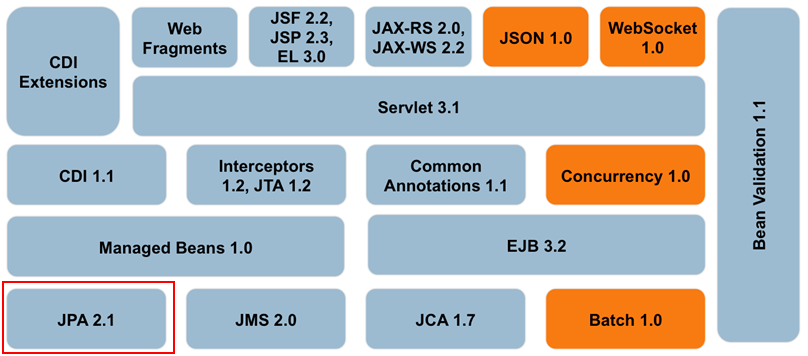 CDI
Extensions
Web
Fragments
JSF 2.2,
JSP 2.3,
EL 3.0
JAX-RS 2.0,
JAX-WS 2.2
JSON 1.0
WebSocket
1.0
Servlet 3.1
Bean Validation 1.1
CDI 1.1
Interceptors
1.2, JTA 1.2
Common
Annotations 1.1
Concurrency 1.0
Managed Beans 1.0
EJB 3.2
JPA 2.1
JMS 2.0
JCA 1.7
Batch 1.0